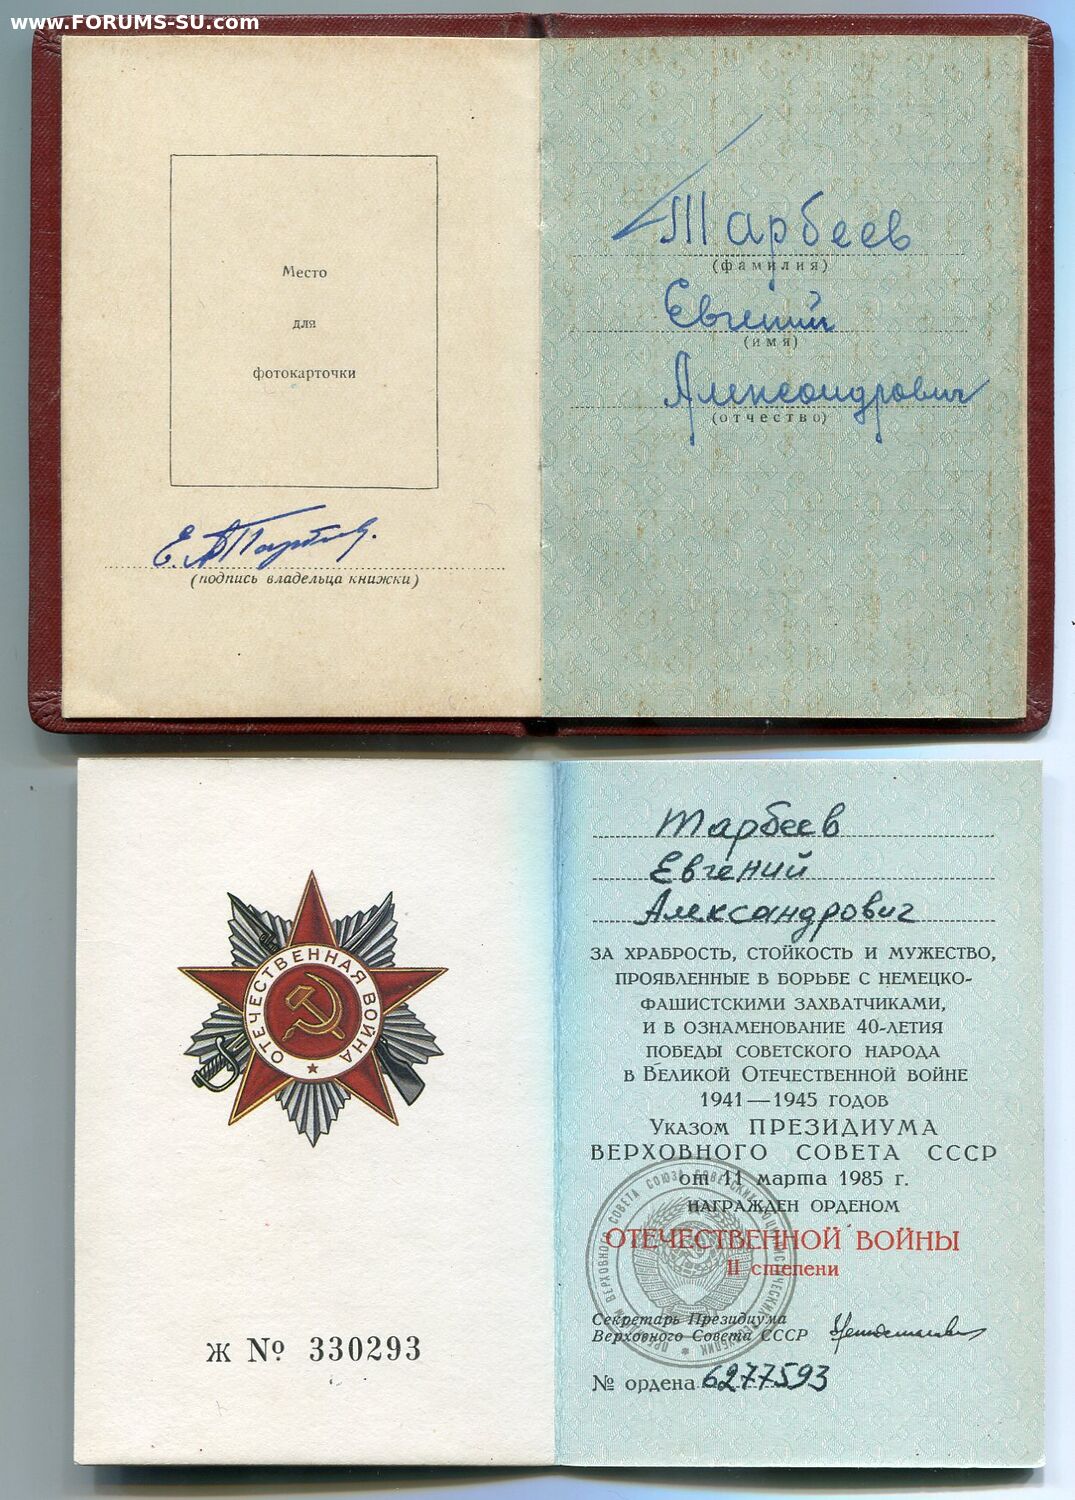 www.FORUMS-SU.com
Место
для
фотокарточки
(подпись владельца книжки)
Тарбеев
(фамилия)
Евгений
(имя)
Александрович
(отчество)
ОТЕЧЕСТВЕННАЯ ВОЙНА
Ж № 330293
Тарбеев
Евгений
Александрович
ЗА ХРАБРОСТЬ, СТОЙКОСТЬ И МУЖЕСТВО,
ПРОЯВЛЕННЫЕ В БОРЬБЕ С НЕМЕЦКО-
ФАШИСТСКИМИ ЗАХВАТЧИКАМИ,
И В ОЗНАМЕНОВАНИЕ 40-ЛЕТИЯ
ПОБЕДЫ СОВЕТСКОГО НАРОДА
В ВЕЛИКОЙ ОТЕЧЕСТВЕННОЙ ВОЙНЕ
1941—1945 ГОДОВ
УКАЗОМ ПРЕЗИДИУМА
ВЕРХОВНОГО СОВЕТА СССР
от 11 марта 1985 г.
НАГРАЖДЕН ОРДЕНОМ
ОТЕЧЕСТВЕННОЙ ВОЙНЫ
II степени
Секретарь Президиума
Верховного Совета СССР
№ ордена 6277593